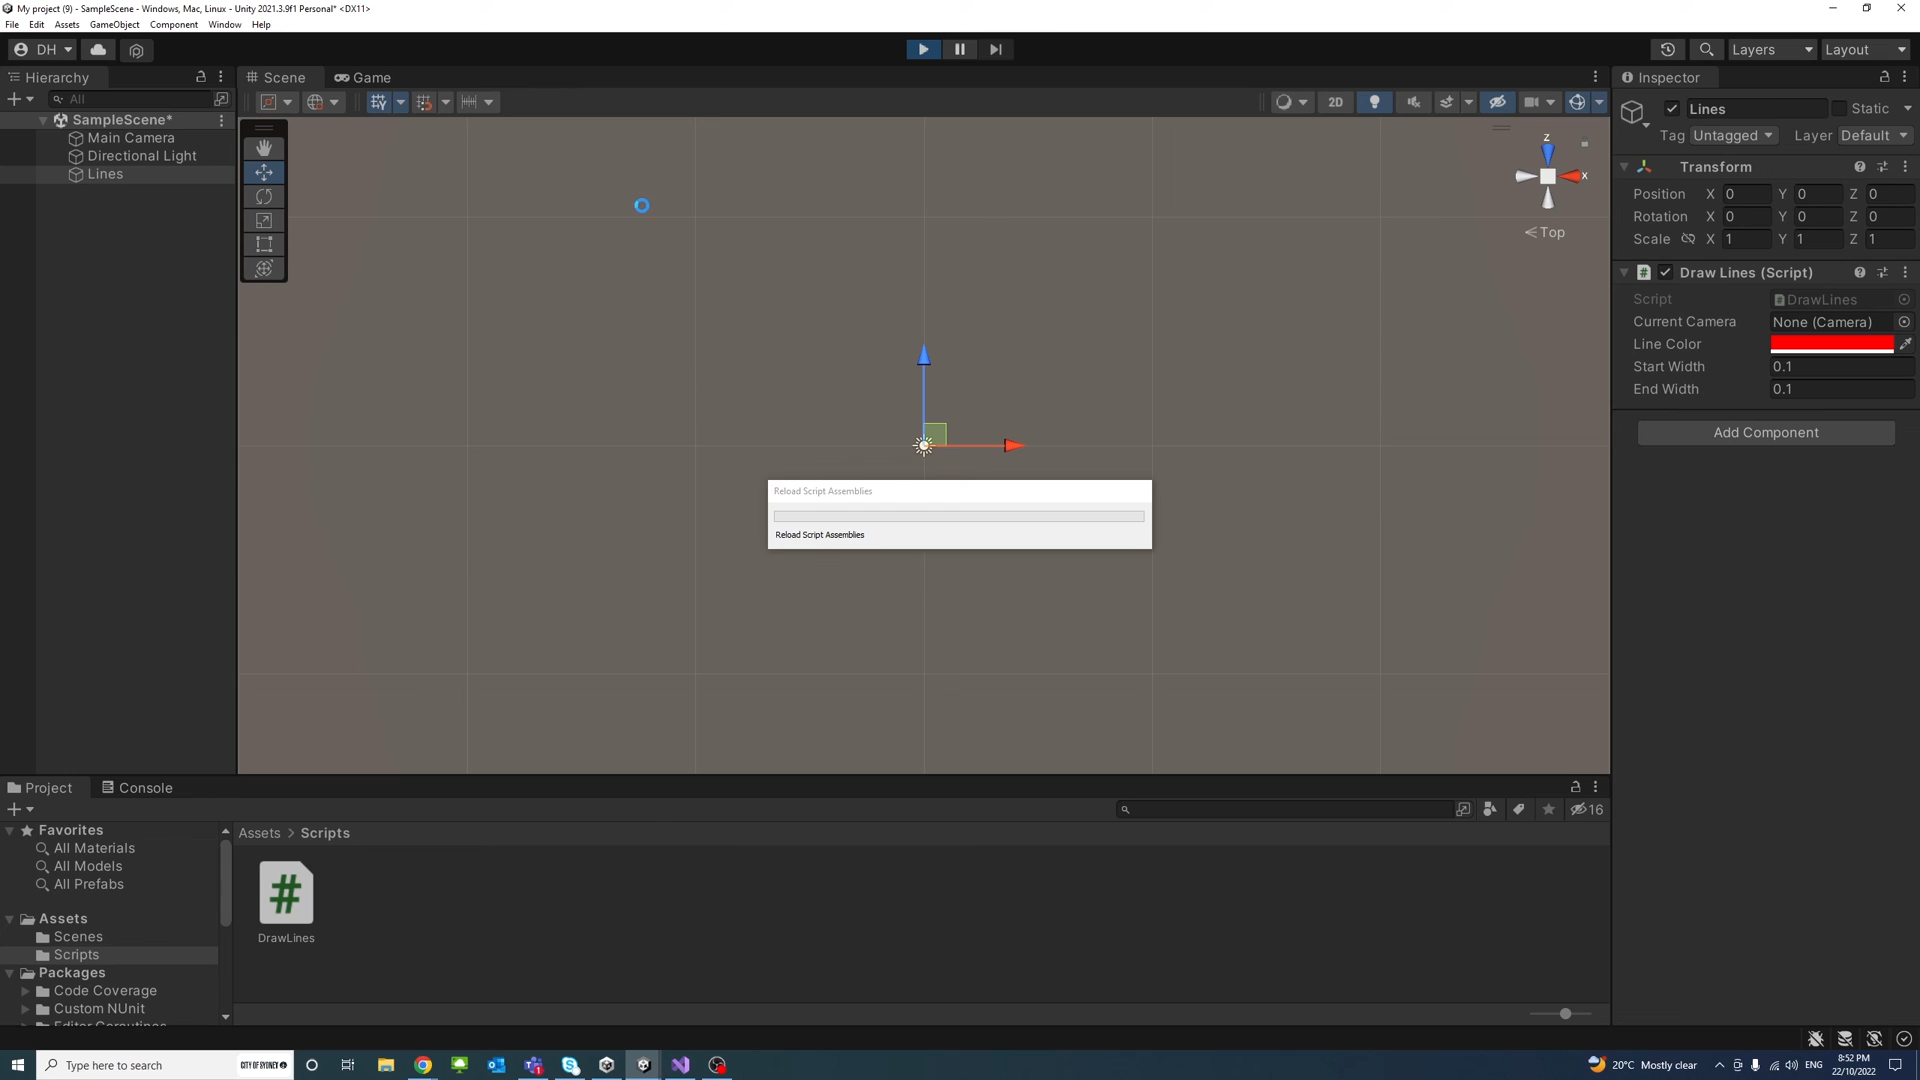 My project (9) - SampleScene - Windows, Mac, Linux - Unity 2021.3.9f1 Personal* <DX11>
File Edit Assets GameObject Component Window Help
DH
Layers
Layout
Hierarchy
Scene
Game
Inspector
All
2D
SampleScene*
Main Camera
Directional Light
Lines
z
x
Top
Lines
Static
Tag Untagged Layer Default
Transform
Position X 0 Y 0 Z 0
Rotation X 0 Y 0 Z 0
Scale X 1 Y 1 Z 1
Draw Lines (Script)
Script DrawLines
Current Camera None (Camera)
Line Color
Start Width 0.1
End Width 0.1
Add Component
Reload Script Assemblies
Reload Script Assemblies
Project
Console
16
Favorites
All Materials
All Models
All Prefabs
Assets
Scenes
Scripts
Packages
Code Coverage
Custom NUnit
Editor Coroutines
Assets > Scripts
#
DrawLines
Type here to search
CITY OF SYDNEY
1
20°C Mostly clear
ENG
8:52 PM
22/10/2022